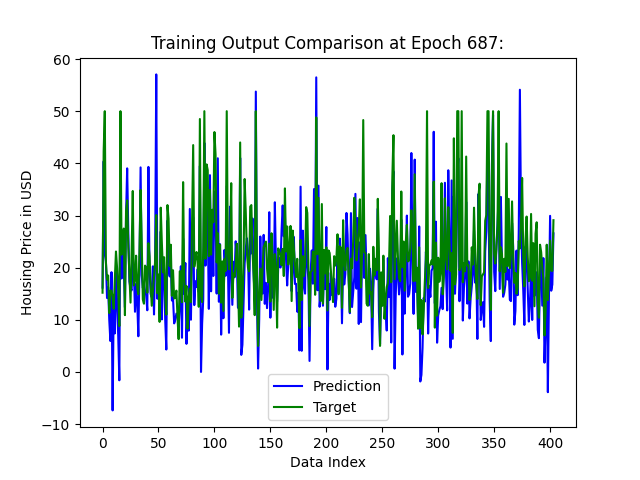 Training Output Comparison at Epoch 687:
Housing Price in USD
60
50
40
30
20
10
0
−10
0 50 100 150 200 250 300 350 400
Data Index
Prediction
Target